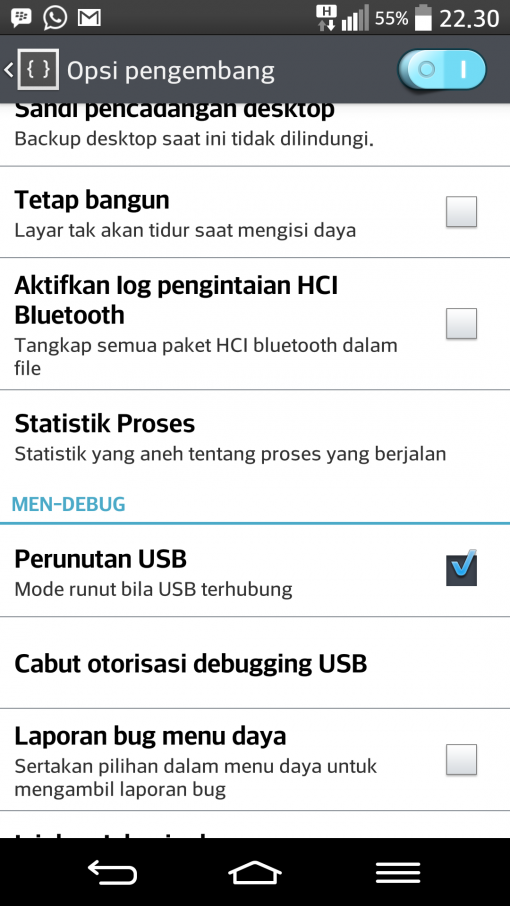 H 55% 22.30
{ } Opsi pengembang
Sandi pencadangan desktop
Backup desktop saat ini tidak dilindungi.
Tetap bangun
Layar tak akan tidur saat mengisi daya
Aktifkan log pengintaian HCI
Bluetooth
Tangkap semua paket HCI bluetooth dalam
file
Statistik Proses
Statistik yang aneh tentang proses yang berjalan
MEN-DEBUG
Perunutan USB
Mode runut bila USB terhubung
Cabut otorisasi debugging USB
Laporan bug menu daya
Sertakan pilihan dalam menu daya untuk
mengambil laporan bug